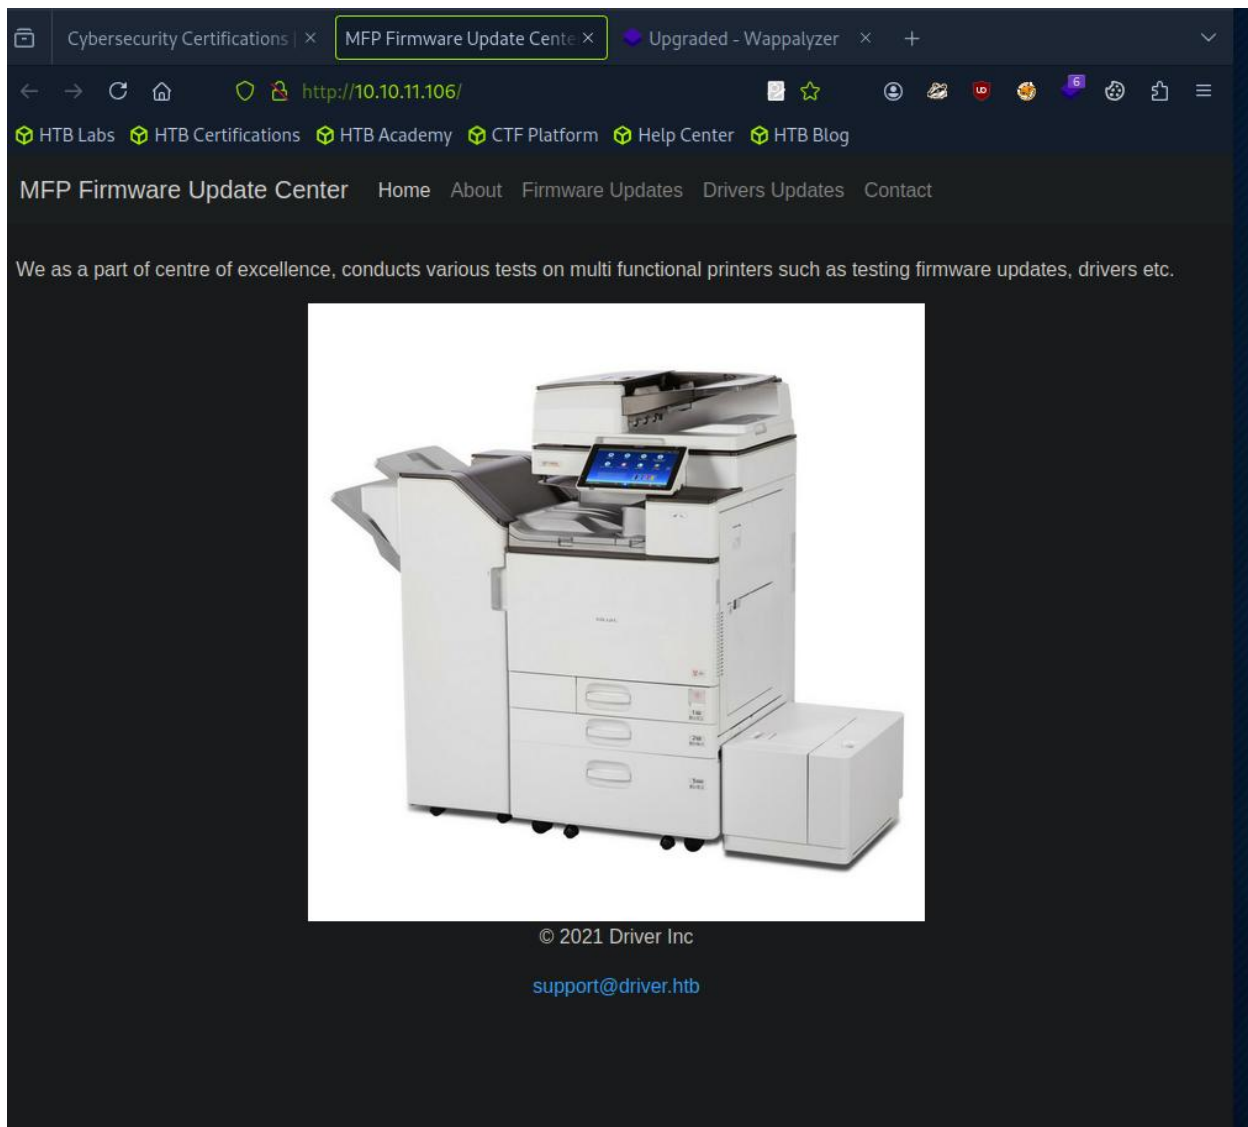 Cybersecurity Certifications |
MFP Firmware Update Cente
Upgraded - Wappalyzer
http://10.10.11.106/
6
HTB Labs HTB Certifications HTB Academy CTF Platform Help Center HTB Blog
MFP Firmware Update Center Home About Firmware Updates Drivers Updates Contact
We as a part of centre of excellence, conducts various tests on multi functional printers such as testing firmware updates, drivers etc.
© 2021 Driver Inc
support@driver.htb